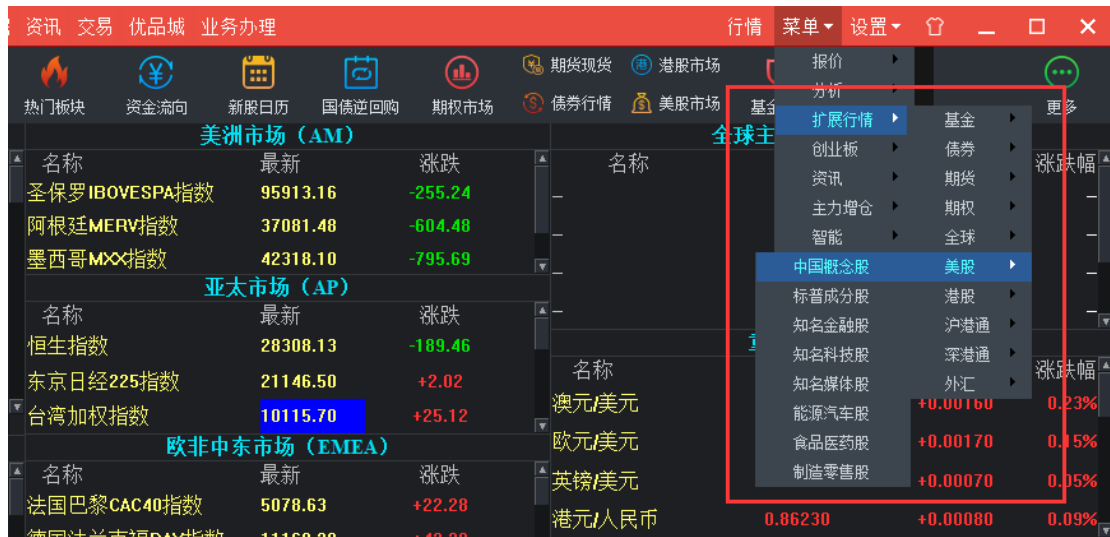 资讯 交易 优品城 业务办理 行情 菜单 设置
热门板块 资金流向 新股日历 国债逆回购 期权市场 期货现货 港股市场 更多
债券行情 美股市场
报价
分析
扩展行情
创业板
资讯
主力增仓
智能
基金
债券
期货
期权
全球
美股
港股
沪港通
深港通
外汇
中国概念股
标普成分股
知名金融股
知名科技股
知名媒体股
能源汽车股
食品医药股
制造零售股
美洲市场（AM）
名称 最新 涨跌
圣保罗IBOVESPA指数 95913.16 -255.24
阿根廷MERV指数 37081.48 -604.48
墨西哥MXX指数 42318.10 -795.69
亚太市场（AP）
名称 最新 涨跌
恒生指数 28308.13 -189.46
东京日经225指数 21146.50 +2.02
台湾加权指数 10115.70 +25.12
欧非中东市场（EMEA）
名称 最新 涨跌
法国巴黎CAC40指数 5078.63 +22.28
全球主
名称 涨跌幅
名称 涨跌幅
澳元/美元 +0.00160 0.23%
欧元/美元 +0.00170 0.15%
英镑/美元 +0.00070 0.05%
港元/人民币 0.86230 +0.00080 0.09%